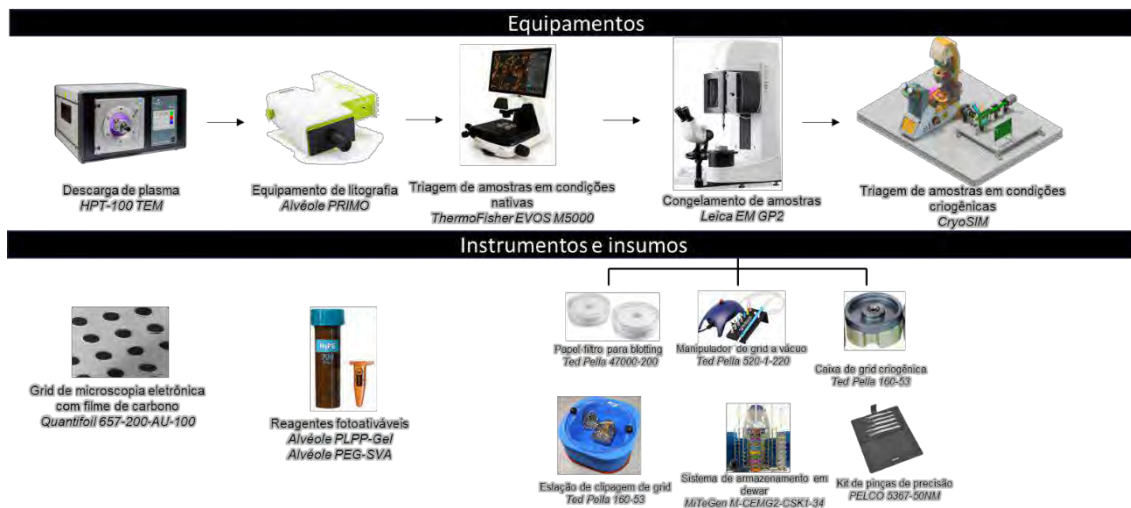 Equipamentos
Descarga de plasma
HPT-100 TEM
Equipamento de litografia
Alvéole PRIMO
Triagem de amostras em condições
nativas
ThermoFisher EVOS M5000
Congelamento de amostras
Leica EM GP2
Triagem de amostras em condições
criogênicas
CryoSIM
Instrumentos e insumos
Grid de microscopia eletrônica
com filme de carbono
Quantifoil 657-200-AU-100
Reagentes fotoativáveis
Alvéole PLPP-Gel
Alvéole PEG-SVA
Papel-filtro para blotting
Ted Pella 47000-200
Manipulador de grid a vácuo
Ted Pella 520-1-220
Caixa de grid criogênica
Ted Pella 160-53
Estação de clipagem de grid
Ted Pella 160-53
Sistema de armazenamento em
dewar
MiTeGen M-CEMG2-CSK1-34
Kit de pinças de precisão
PELCO 5367-50NM